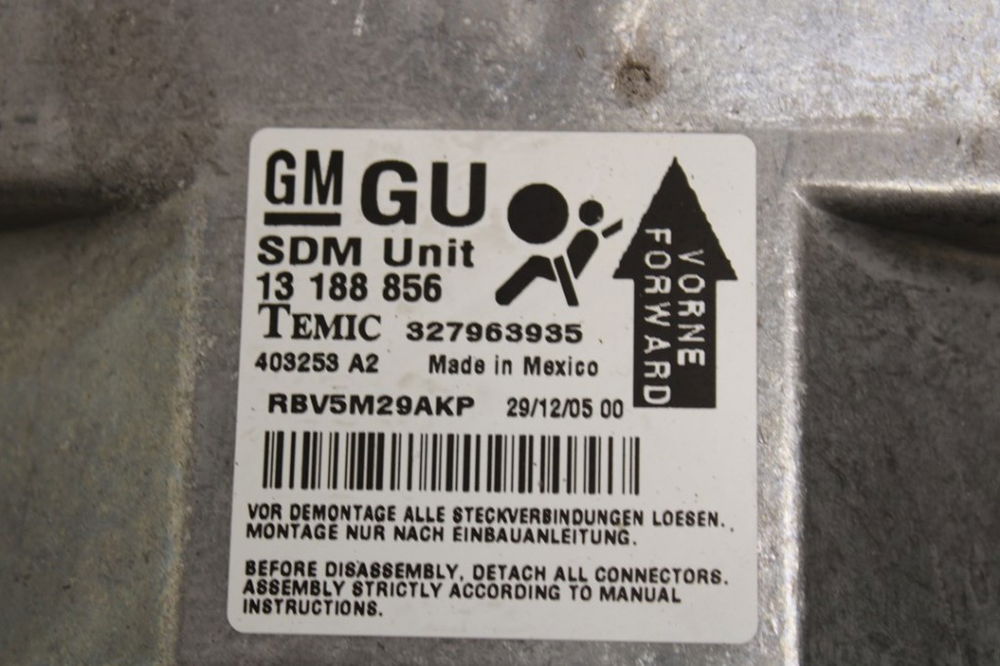 GM GU
SDM Unit
13 188 856
TEMIC 327963935
403253 A2 Made in Mexico
RBV5M29AKP 29/12/05 00
VORNE
FORWARD
VOR DEMONTAGE ALLE STECKVERBINDUNGEN LOESEN.
MONTAGE NUR NACH EINBAUANLEITUNG.
BEFORE DISASSEMBLY, DETACH ALL CONNECTORS.
ASSEMBLY STRICTLY ACCORDING TO MANUAL
INSTRUCTIONS.